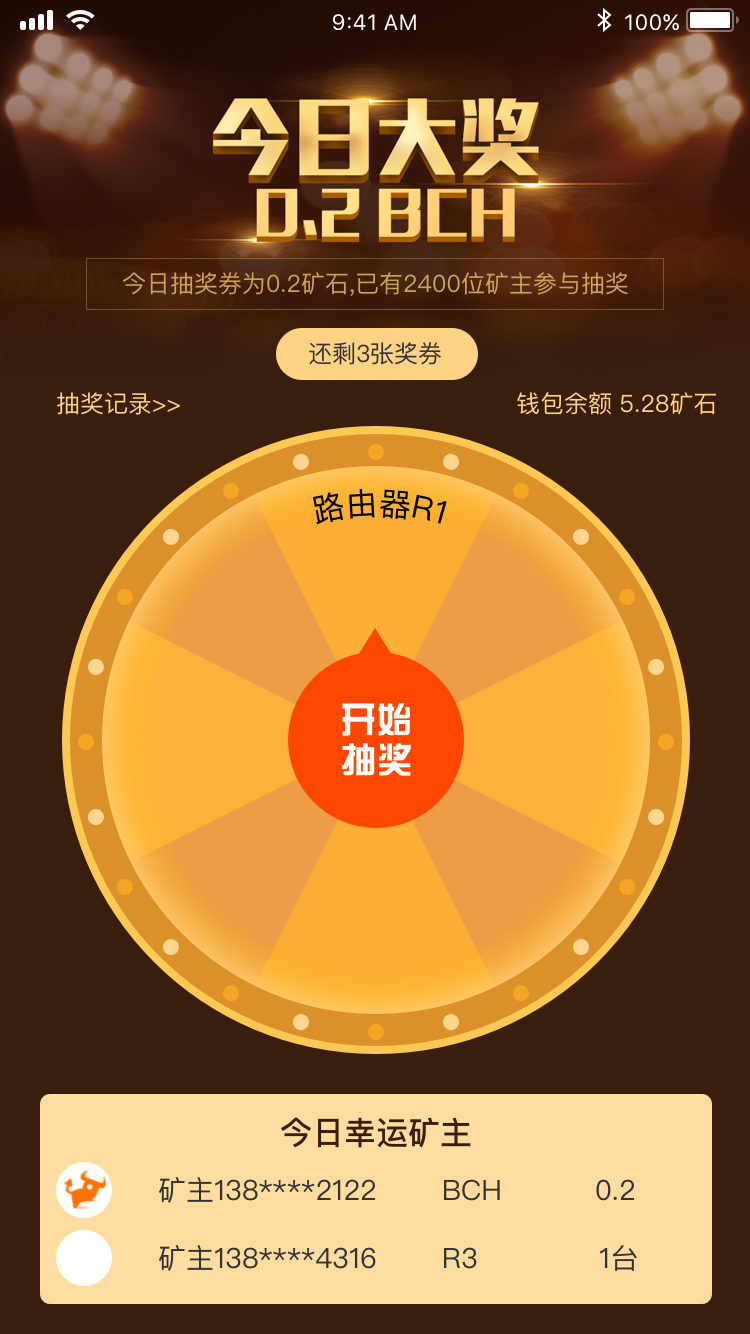 9:41 AM
100%
今日大奖
0.2 BCH
今日抽奖券为0.2矿石,已有2400位矿主参与抽奖
还剩3张奖券
抽奖记录>>
钱包余额 5.28矿石
路由器R1
开始
抽奖
今日幸运矿主
矿主138****2122 BCH 0.2
矿主138****4316 R3 1台